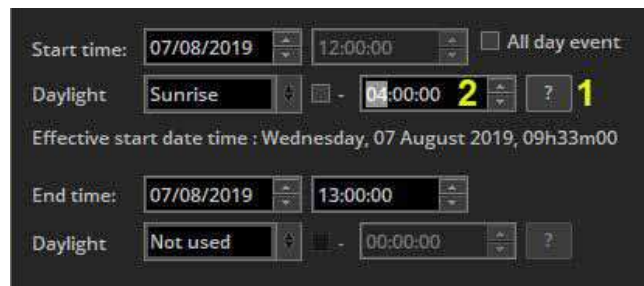 Start time: 07/08/2019 12:00:00 All day event
Daylight Sunrise - 04:00:00 2 ? 1
Effective start date time : Wednesday, 07 August 2019, 09h33m00
End time: 07/08/2019 13:00:00
Daylight Not used - 00:00:00 ?